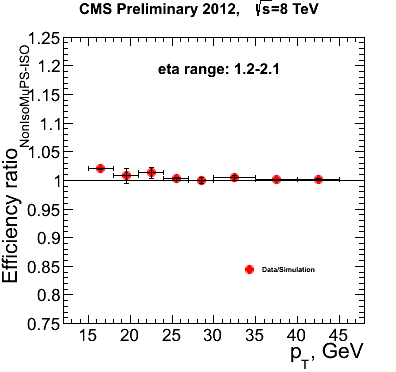 CMS Preliminary 2012, √s=8 TeV
eta range: 1.2-2.1
Efficiency ratio NonIsoMuPS-ISO
1.25
1.2
1.15
1.1
1.05
1
0.95
0.9
0.85
0.8
0.75
Data/Simulation
15 20 25 30 35 40 45
pT, GeV